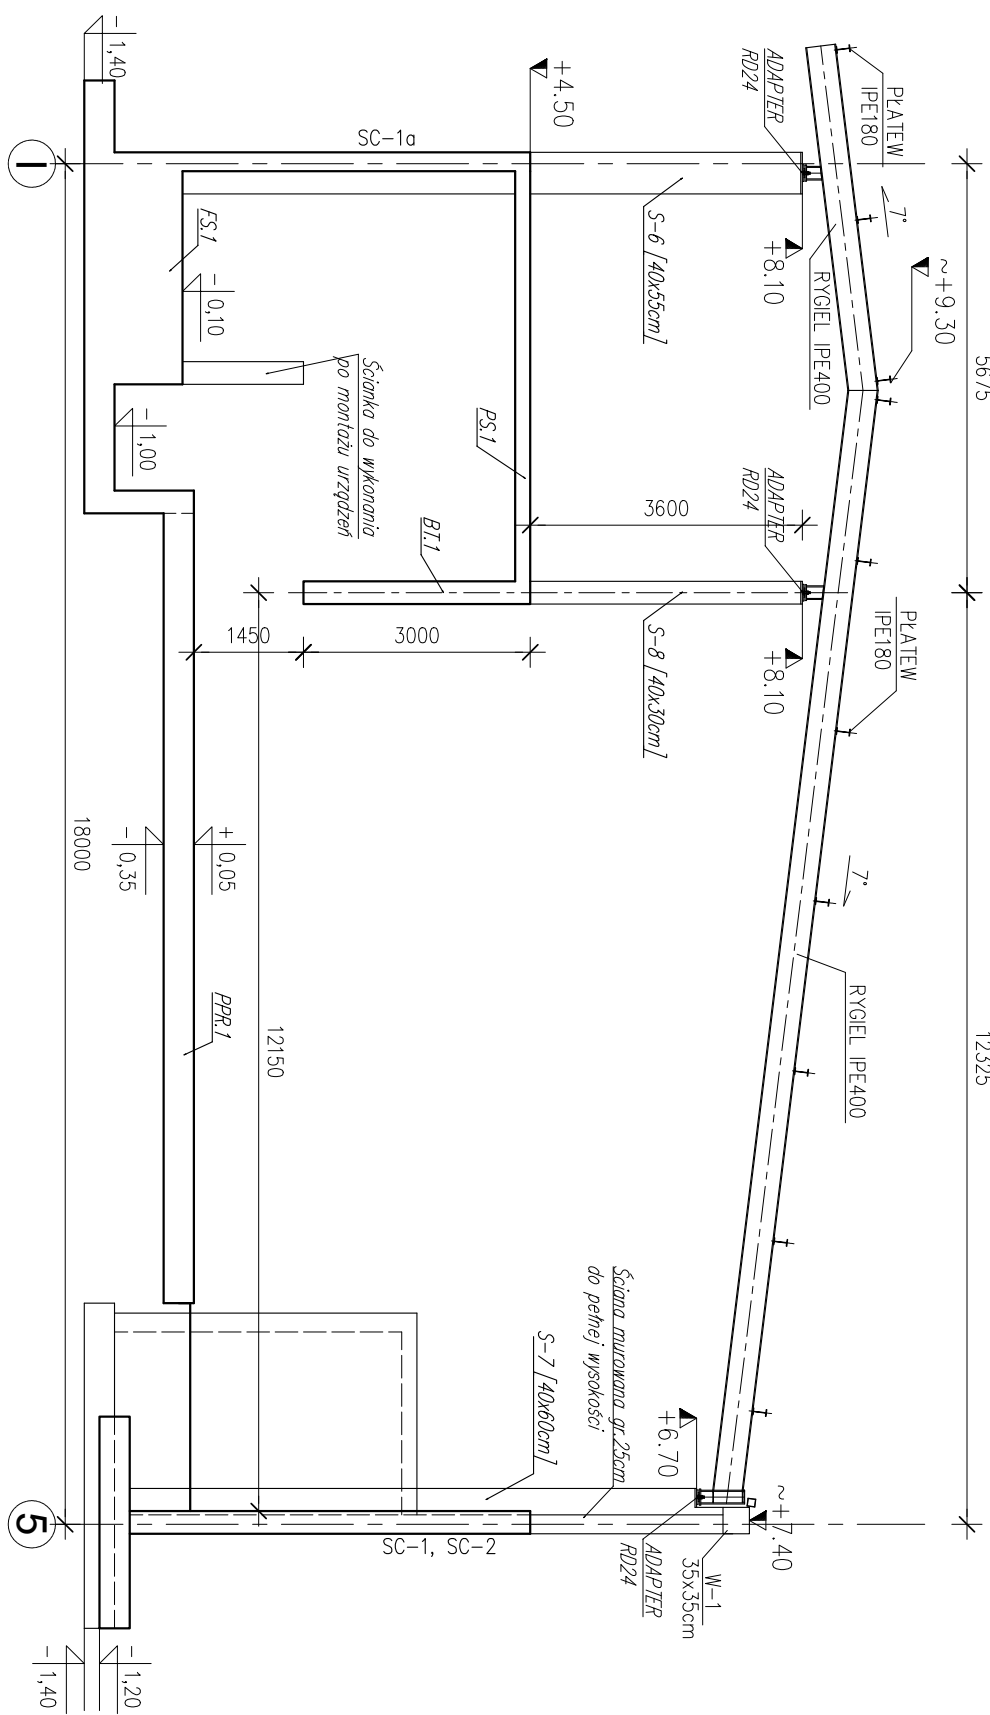 PŁATEW
IPE180
7°
~+9.30
5675
12325
ADAPTER
RD24
RYGIEL IPE400
+8.10
S-6 [40x55cm]
+4.50
SC-1a
3600
ADAPTER
RD24
PŁATEW
IPE180
+8.10
S-8 [40x30cm]
7°
RYGIEL IPE400
PS.1
BT.1
3000
1450
Ścianka do wykonania
po montażu urządzeń
- 1,40
FS.1
- 0,10
- 1,00
+ 0,05
- 0,35
PPR.1
12150
18000
Ściana murowana gr.25cm
do pełnej wysokości
S-7 [40x60cm]
+6.70
~+7.40
W-1
35x35cm
ADAPTER
RD24
SC-1, SC-2
- 1,20
- 1,40
1
5